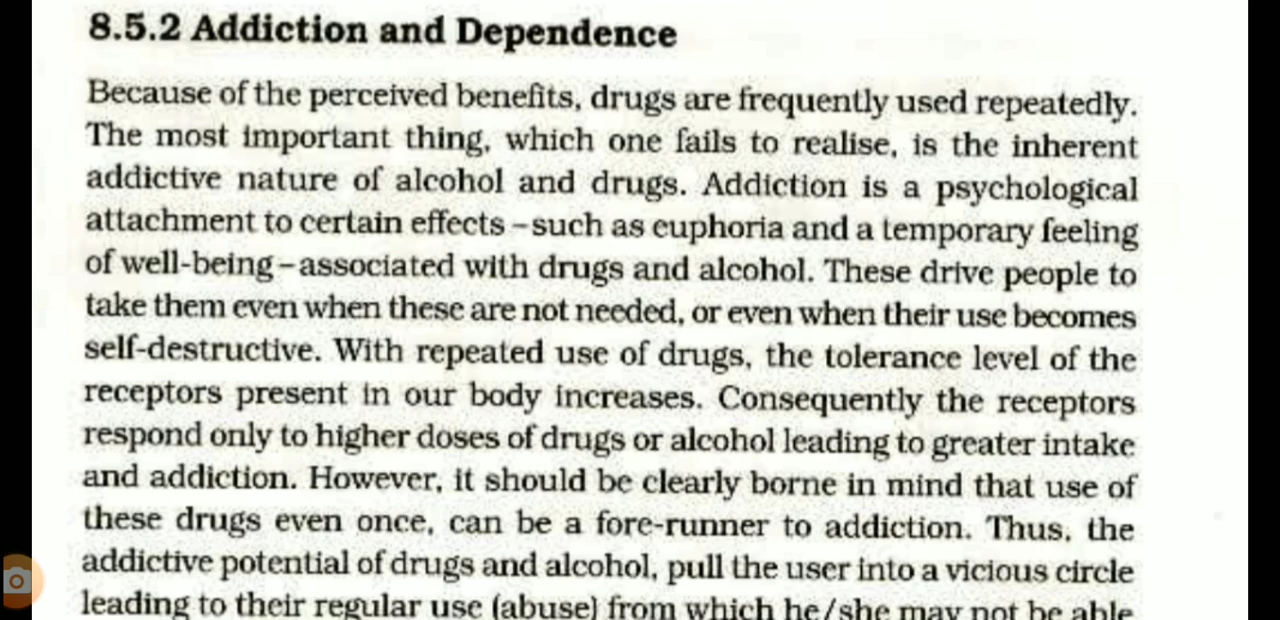 8.5.2 Addiction and Dependence
Because of the perceived benefits, drugs are frequently used repeatedly.
The most important thing, which one fails to realise, is the inherent
addictive nature of alcohol and drugs. Addiction is a psychological
attachment to certain effects –such as euphoria and a temporary feeling
of well-being–associated with drugs and alcohol. These drive people to
take them even when these are not needed, or even when their use becomes
self-destructive. With repeated use of drugs, the tolerance level of the
receptors present in our body increases. Consequently the receptors
respond only to higher doses of drugs or alcohol leading to greater intake
and addiction. However, it should be clearly borne in mind that use of
these drugs even once, can be a fore-runner to addiction. Thus, the
addictive potential of drugs and alcohol, pull the user into a vicious circle
leading to their regular use (abuse) from which he/she may not be able